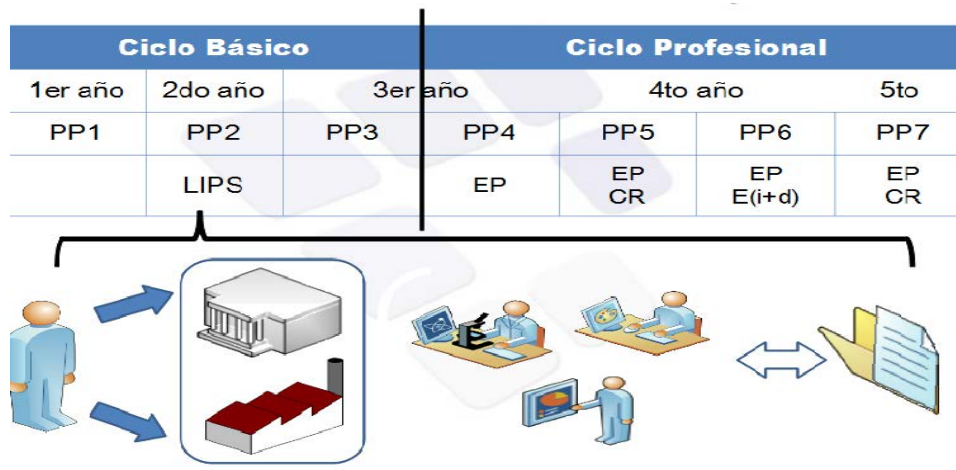 Ciclo Básico Ciclo Profesional
1er año 2do año 3er año 4to año 5to
PP1 PP2 PP3 PP4 PP5 PP6 PP7
LIPS EP EP EP EP
CR E(i+d) CR